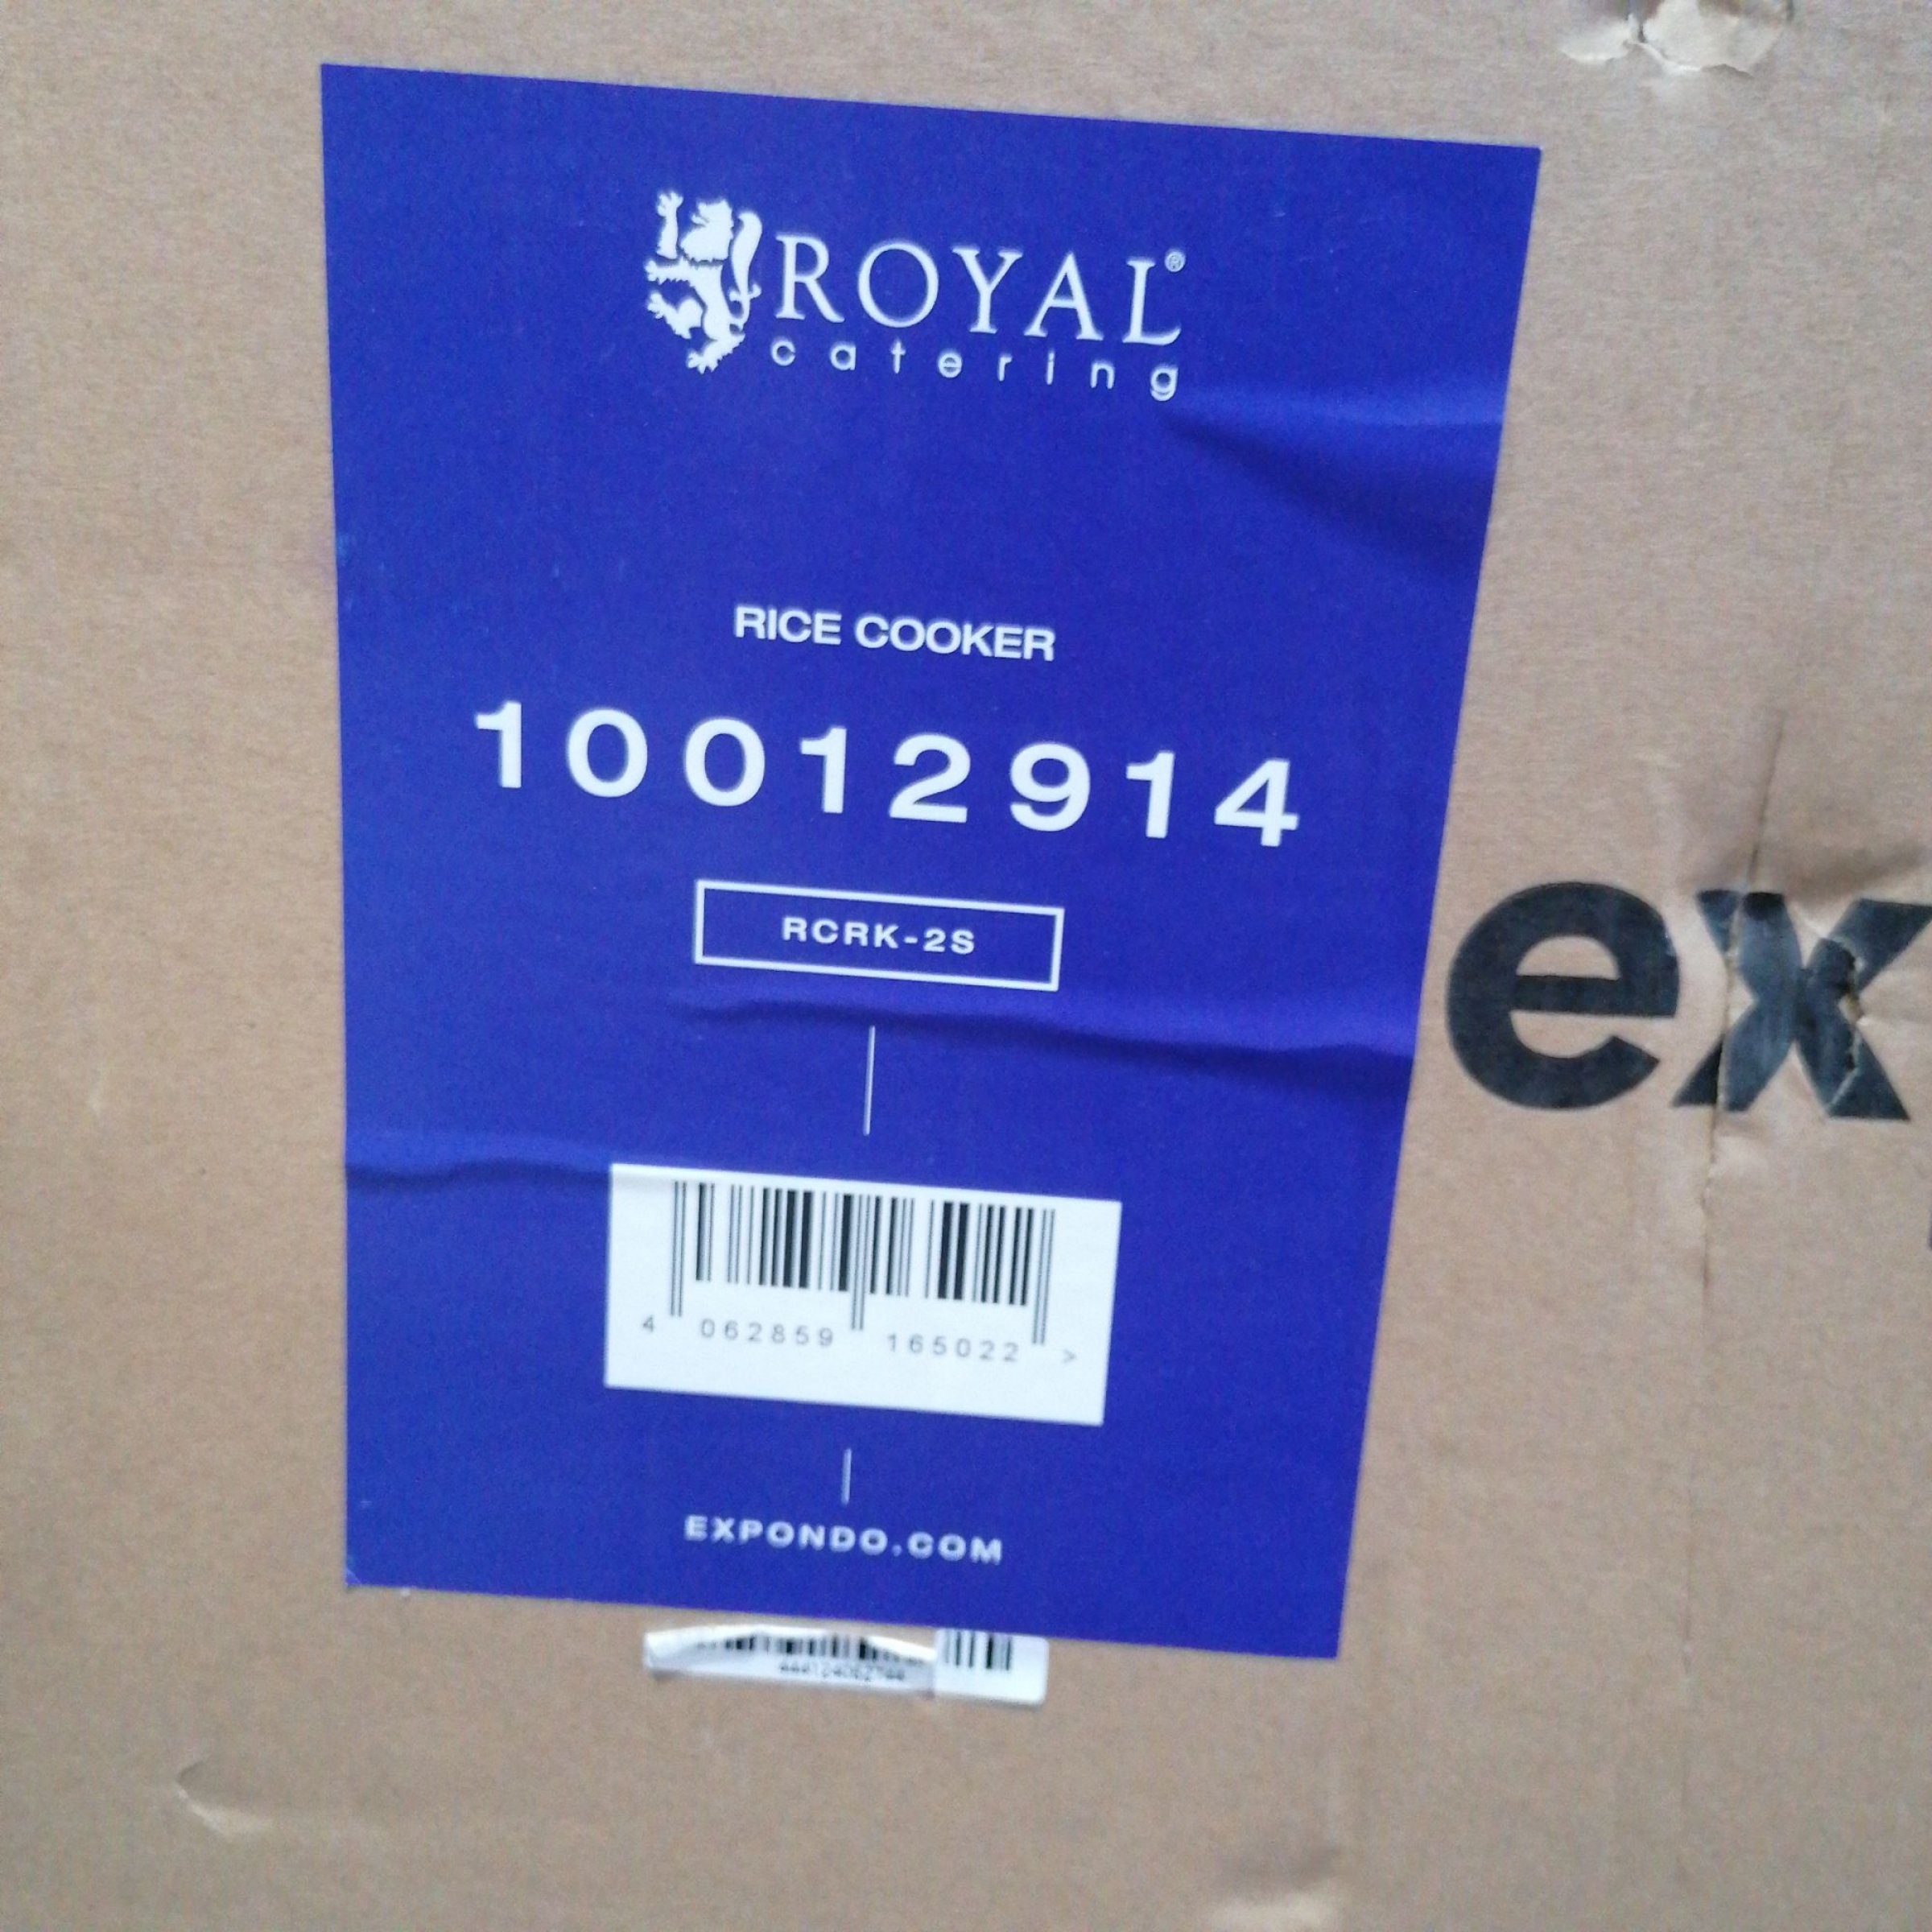 ROYAL®
catering
RICE COOKER
10012914
RCRK-2S
ex
4 062859 165022 >
EXPONDO.COM